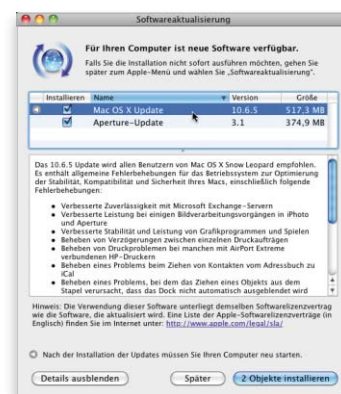 Softwareaktualisierung
Für Ihren Computer ist neue Software verfügbar.
Falls Sie die Installation nicht sofort ausführen möchten, gehen Sie
später zum Apple-Menü und wählen Sie „Softwareaktualisierung“.
Installieren Name Version Größe
Mac OS X Update 10.6.5 517,3 MB
Aperture-Update 3.1 374,9 MB
Das 10.6.5 Update wird allen Benutzern von Mac OS X Snow Leopard empfohlen.
Es enthält allgemeine Fehlerbehebungen für das Betriebssystem zur Optimierung
der Stabilität, Kompatibilität und Sicherheit Ihres Macs, einschließlich folgende
Fehlerbehebungen:
• Verbesserte Zuverlässigkeit mit Microsoft Exchange-Servern
• Verbesserte Leistung bei einigen Bildverarbeitungsvorgängen in iPhoto
und Aperture
• Verbesserte Stabilität und Leistung von Grafikprogrammen und Spielen
• Beheben von Verzögerungen zwischen einzelnen Druckaufträgen
• Beheben von Druckproblemen bei manchen mit AirPort Extreme
verbundenen HP-Druckern
• Beheben eines Problems beim Ziehen von Kontakten vom Adressbuch zu
iCal
• Beheben eines Problems, bei dem das Ziehen eines Objekts aus dem
Stapel verursacht, dass das Dock nicht automatisch ausgeblendet wird
Hinweis: Die Verwendung dieser Software unterliegt demselben Softwarelizenzvertrag
wie die Software, die aktualisiert wird. Eine Liste der Apple-Softwarelizenzverträge (in
Englisch) finden Sie im Internet unter: http://www.apple.com/legal/sla/
Nach der Installation der Updates müssen Sie Ihren Computer neu starten.
Details ausblenden Später 2 Objekte installieren